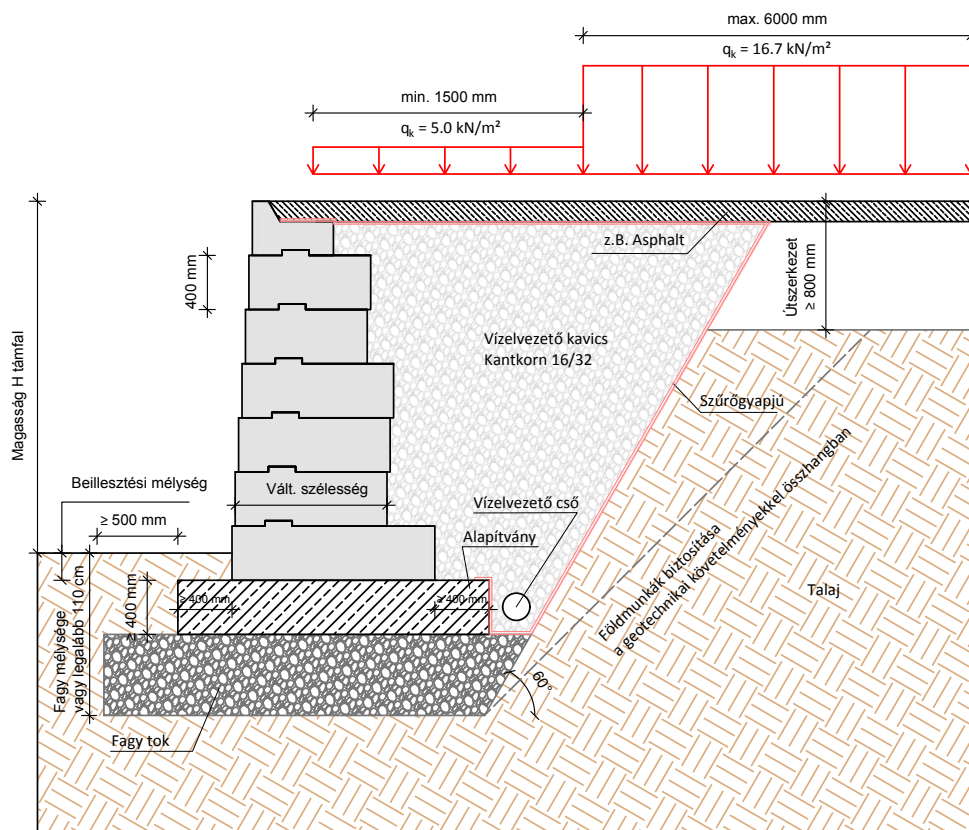 max. 6000 mm
qk = 16.7 kN/m²
min. 1500 mm
qk = 5.0 kN/m²
z.B. Asphalt
400 mm
Útszerkezet
≥ 800 mm
Magasság H támfal
Vízelvezető kavics
Kantkorn 16/32
Szűrőgyapjú
Beillesztési mélység
Vált. szélesség
Vízelvezető cső
≥ 500 mm
Alapítvány
Fagy mélysége
vagy legalább 110 cm
≥ 400 mm
≥ 400 mm
≥ 400 mm
Földmunkák biztosítása
a geotechnikai követelményekkel összhangban
Talaj
60°
Fagy tok